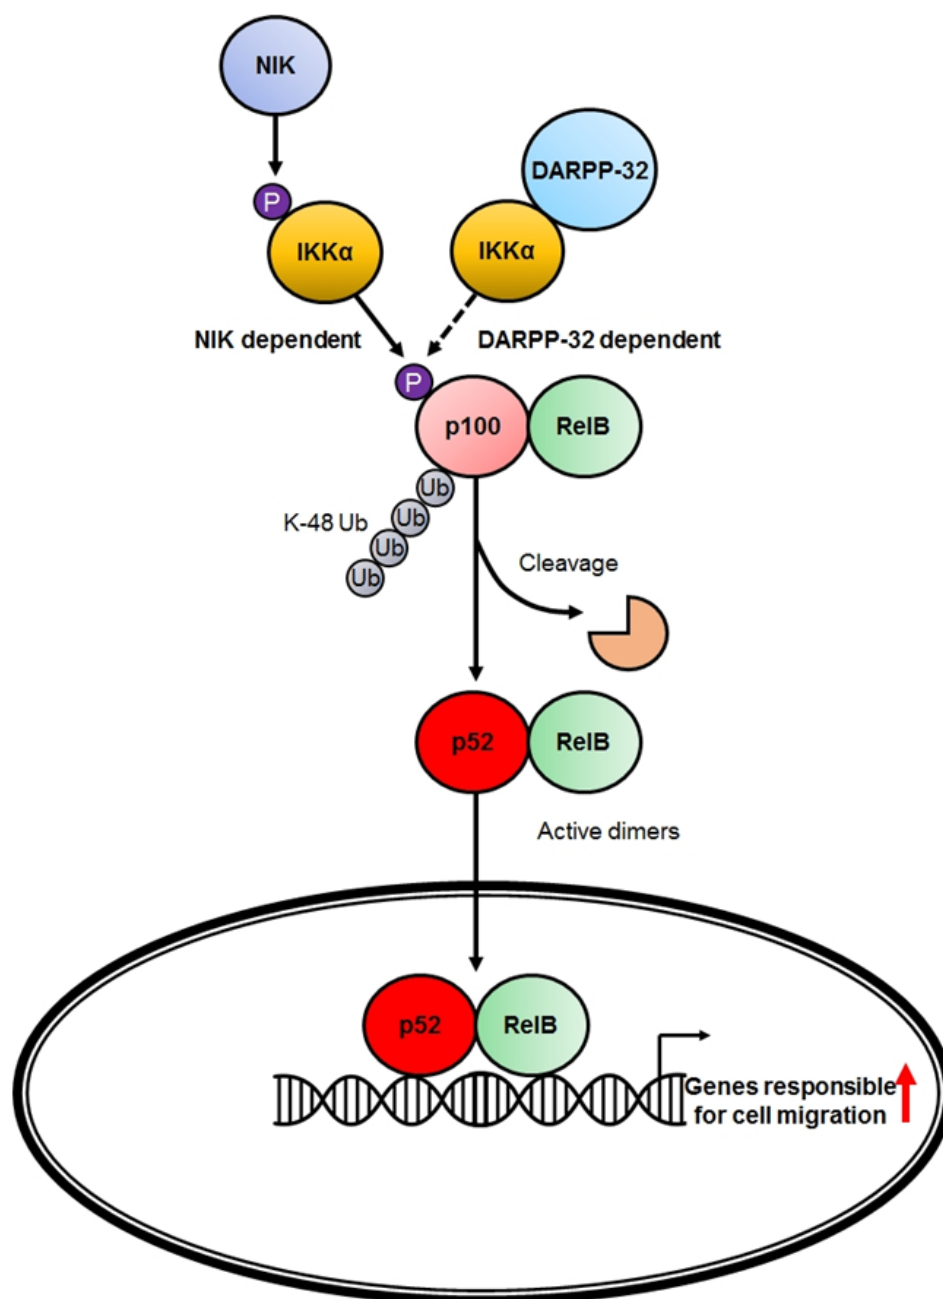 NIK
DARPP-32
P
IKKα
IKKα
NIK dependent
DARPP-32 dependent
P
p100
RelB
Ub
Ub
Ub
Ub
K-48 Ub
Cleavage
p52
RelB
Active dimers
p52
RelB
Genes responsible
for cell migration